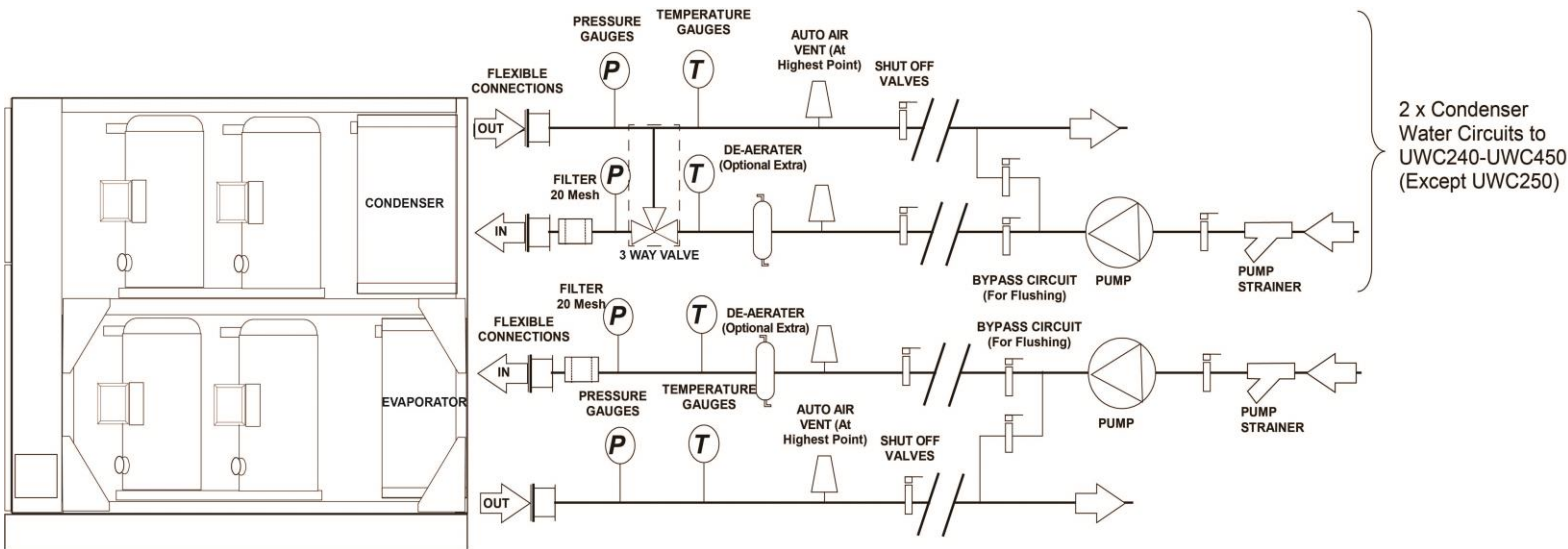 PRESSURE
GAUGES
TEMPERATURE
GAUGES
AUTO AIR
VENT (At
Highest Point)
SHUT OFF
VALVES
FLEXIBLE
CONNECTIONS
P
T
OUT
2 x Condenser
Water Circuits to
UWC240-UWC450
(Except UWC250)
CONDENSER
FILTER
20 Mesh
P
T
DE-AERATER
(Optional Extra)
IN
3 WAY VALVE
BYPASS CIRCUIT
(For Flushing)
PUMP
PUMP
STRAINER
FLEXIBLE
CONNECTIONS
FILTER
20 Mesh
P
T
DE-AERATER
(Optional Extra)
BYPASS CIRCUIT
(For Flushing)
IN
EVAPORATOR
PRESSURE
GAUGES
TEMPERATURE
GAUGES
AUTO AIR
VENT (At
Highest Point)
SHUT OFF
VALVES
PUMP
PUMP
STRAINER
P
T
OUT